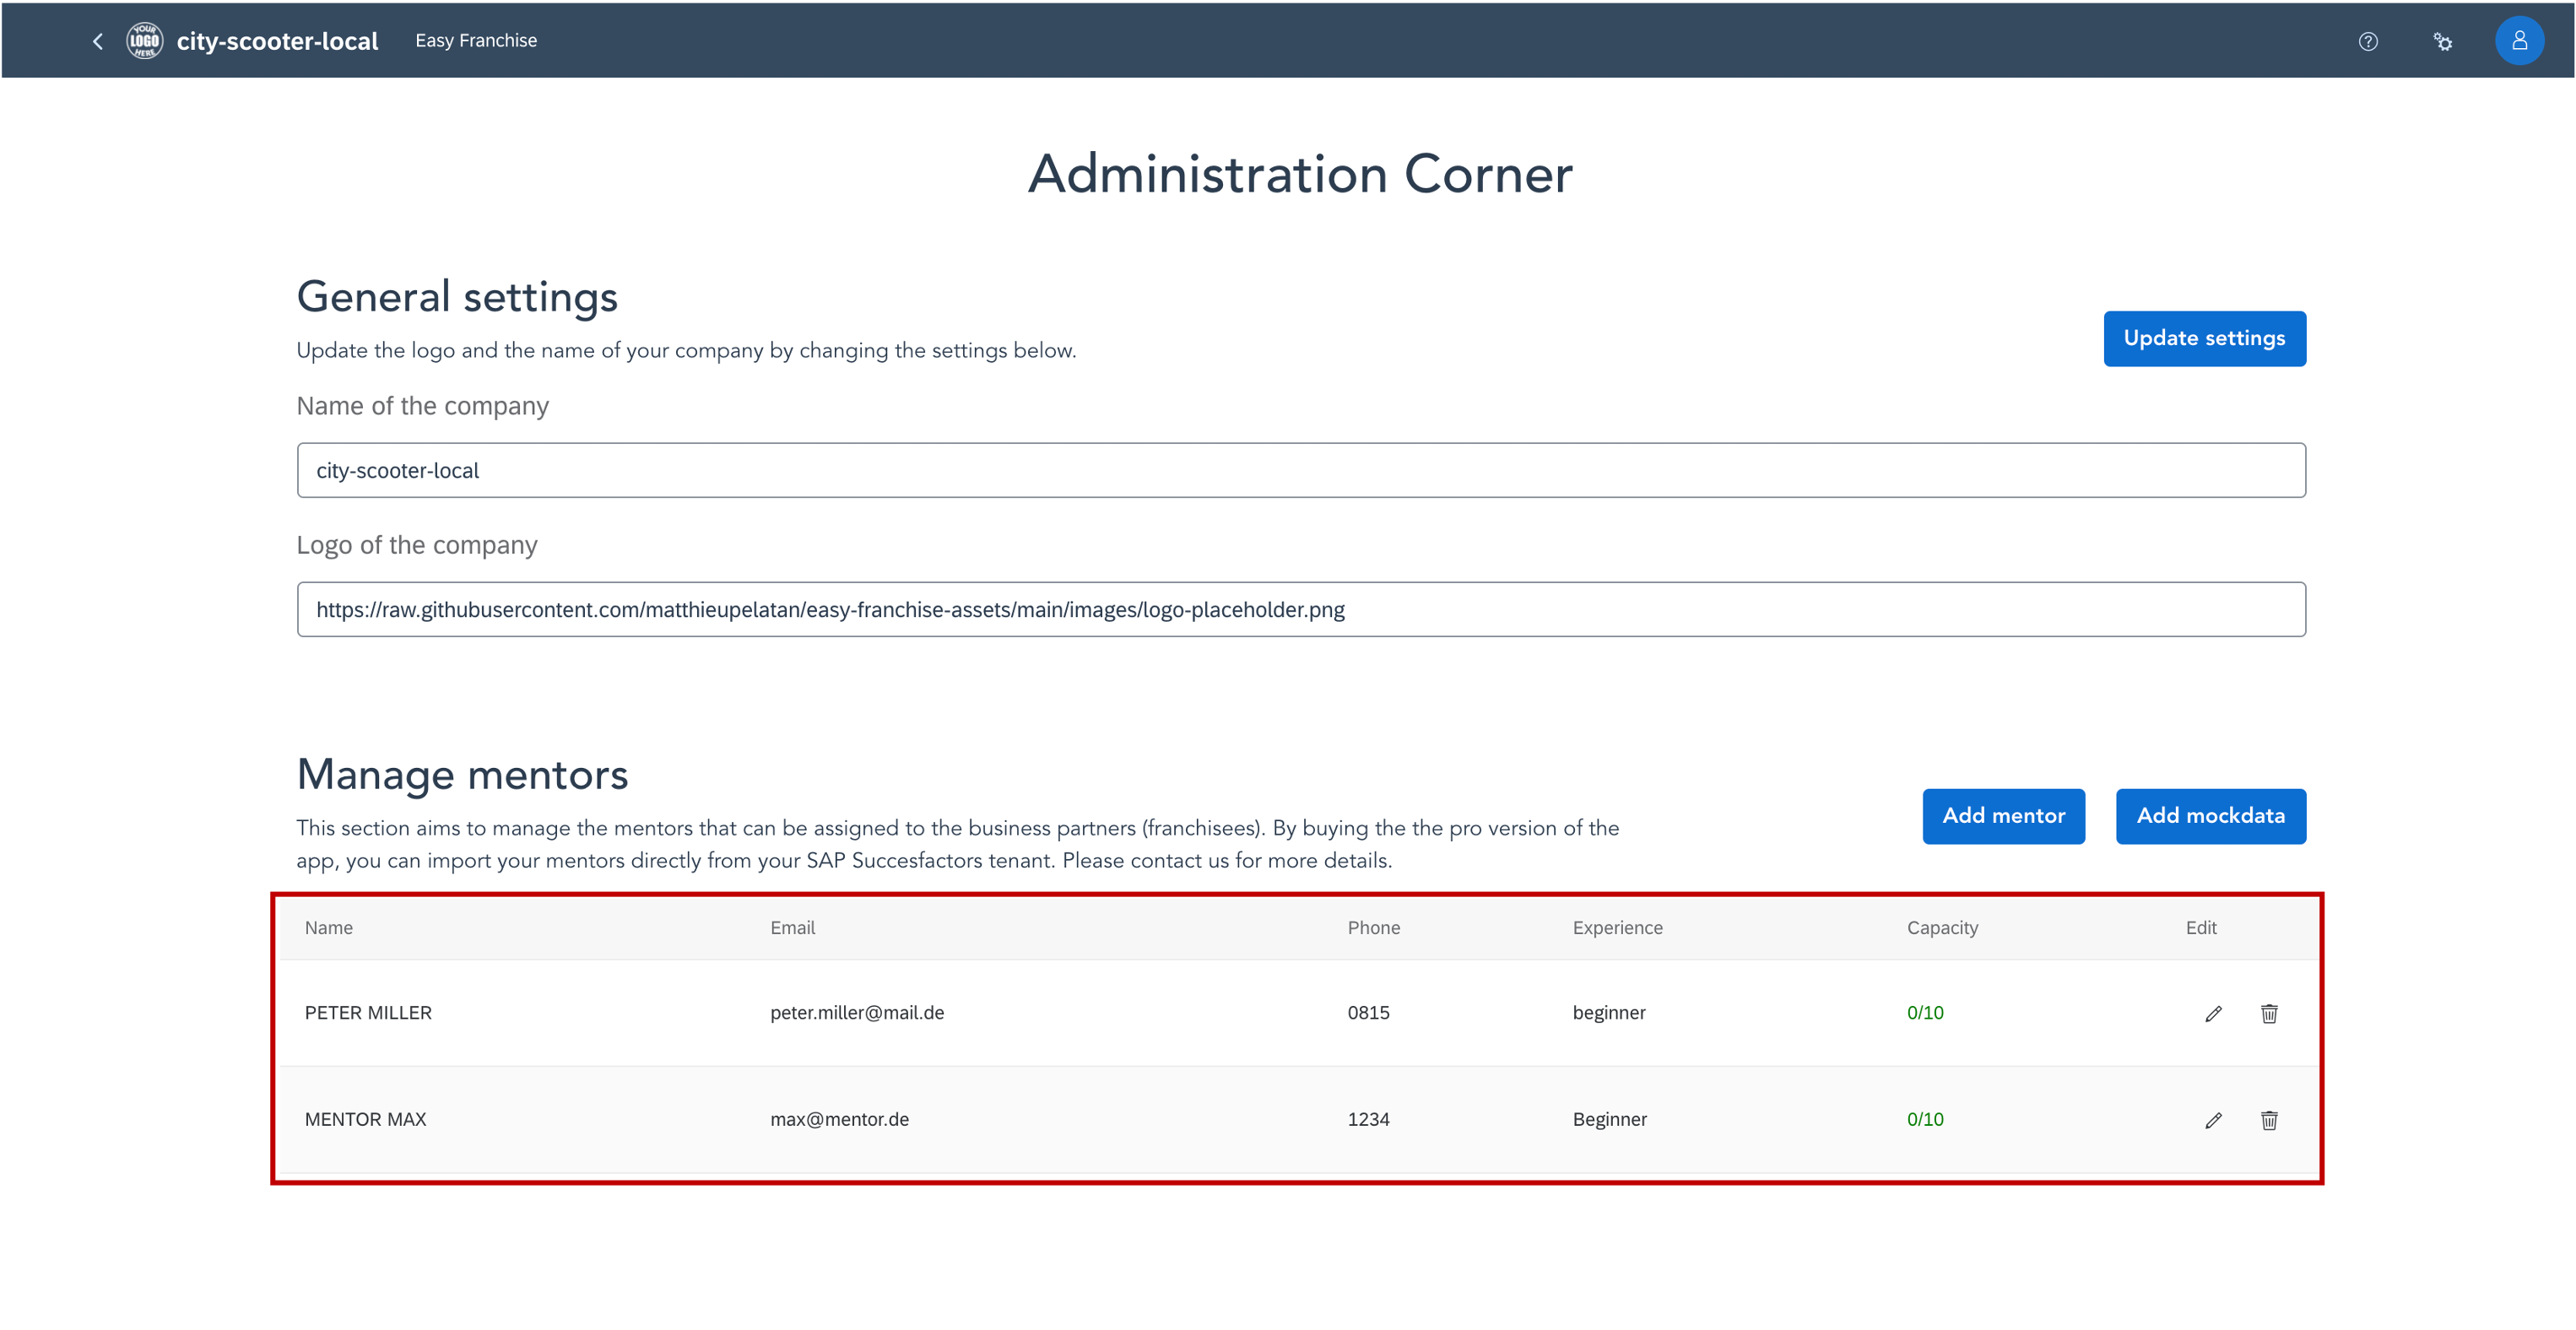 YOUR
LOGO
HERE
city-scooter-local Easy Franchise
Administration Corner
General settings
Update settings
Update the logo and the name of your company by changing the settings below.
Name of the company
city-scooter-local
Logo of the company
https://raw.githubusercontent.com/matthieupelatan/easy-franchise-assets/main/images/logo-placeholder.png
Manage mentors
Add mentor Add mockdata
This section aims to manage the mentors that can be assigned to the business partners (franchisees). By buying the the pro version of the
app, you can import your mentors directly from your SAP Succesfactors tenant. Please contact us for more details.
Name Email Phone Experience Capacity Edit
PETER MILLER peter.miller@mail.de 0815 beginner 0/10
MENTOR MAX max@mentor.de 1234 Beginner 0/10